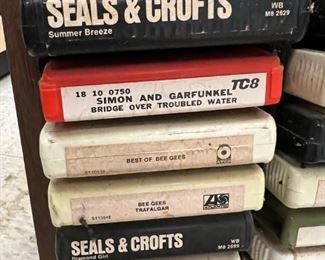 SEALS & CROFTS
Summer Breeze
WB
M8 2629
18 10 0750
TC8
SIMON AND GARFUNKEL
BRIDGE OVER TROUBLED WATER
BEST OF BEE GEES
BEE GEES
TRAFALGAR
SEALS & CROFTS
Diamond Girl
WB
M8 2699